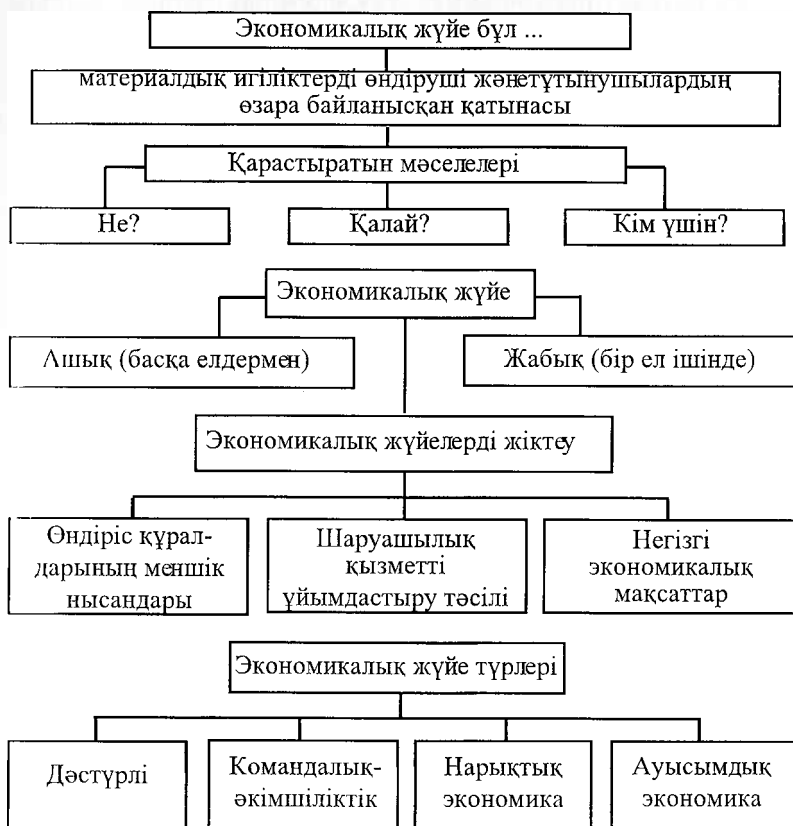 Экономикалық жүйе бұл ...
материалдық игіліктерді өндіруші жәнетұтынушылардың
өзара байланысқан қатынасы
Қарастыратын мәселелері
Не?
Қалай?
Кім үшін?
Экономикалық жүйе
Ашық (басқа елдермен)
Жабық (бір ел ішінде)
Экономикалық жүйелерді жіктеу
Өндіріс құрал-
дарының меншік
нысандары
Шаруашылық
қызметті
ұйымдастыру тәсілі
Негізгі
экономикалық
мақсаттар
Экономикалық жүйе түрлері
Дәстүрлі
Командалық-
әкімшіліктік
Нарықтық
экономика
Ауысымдық
экономика